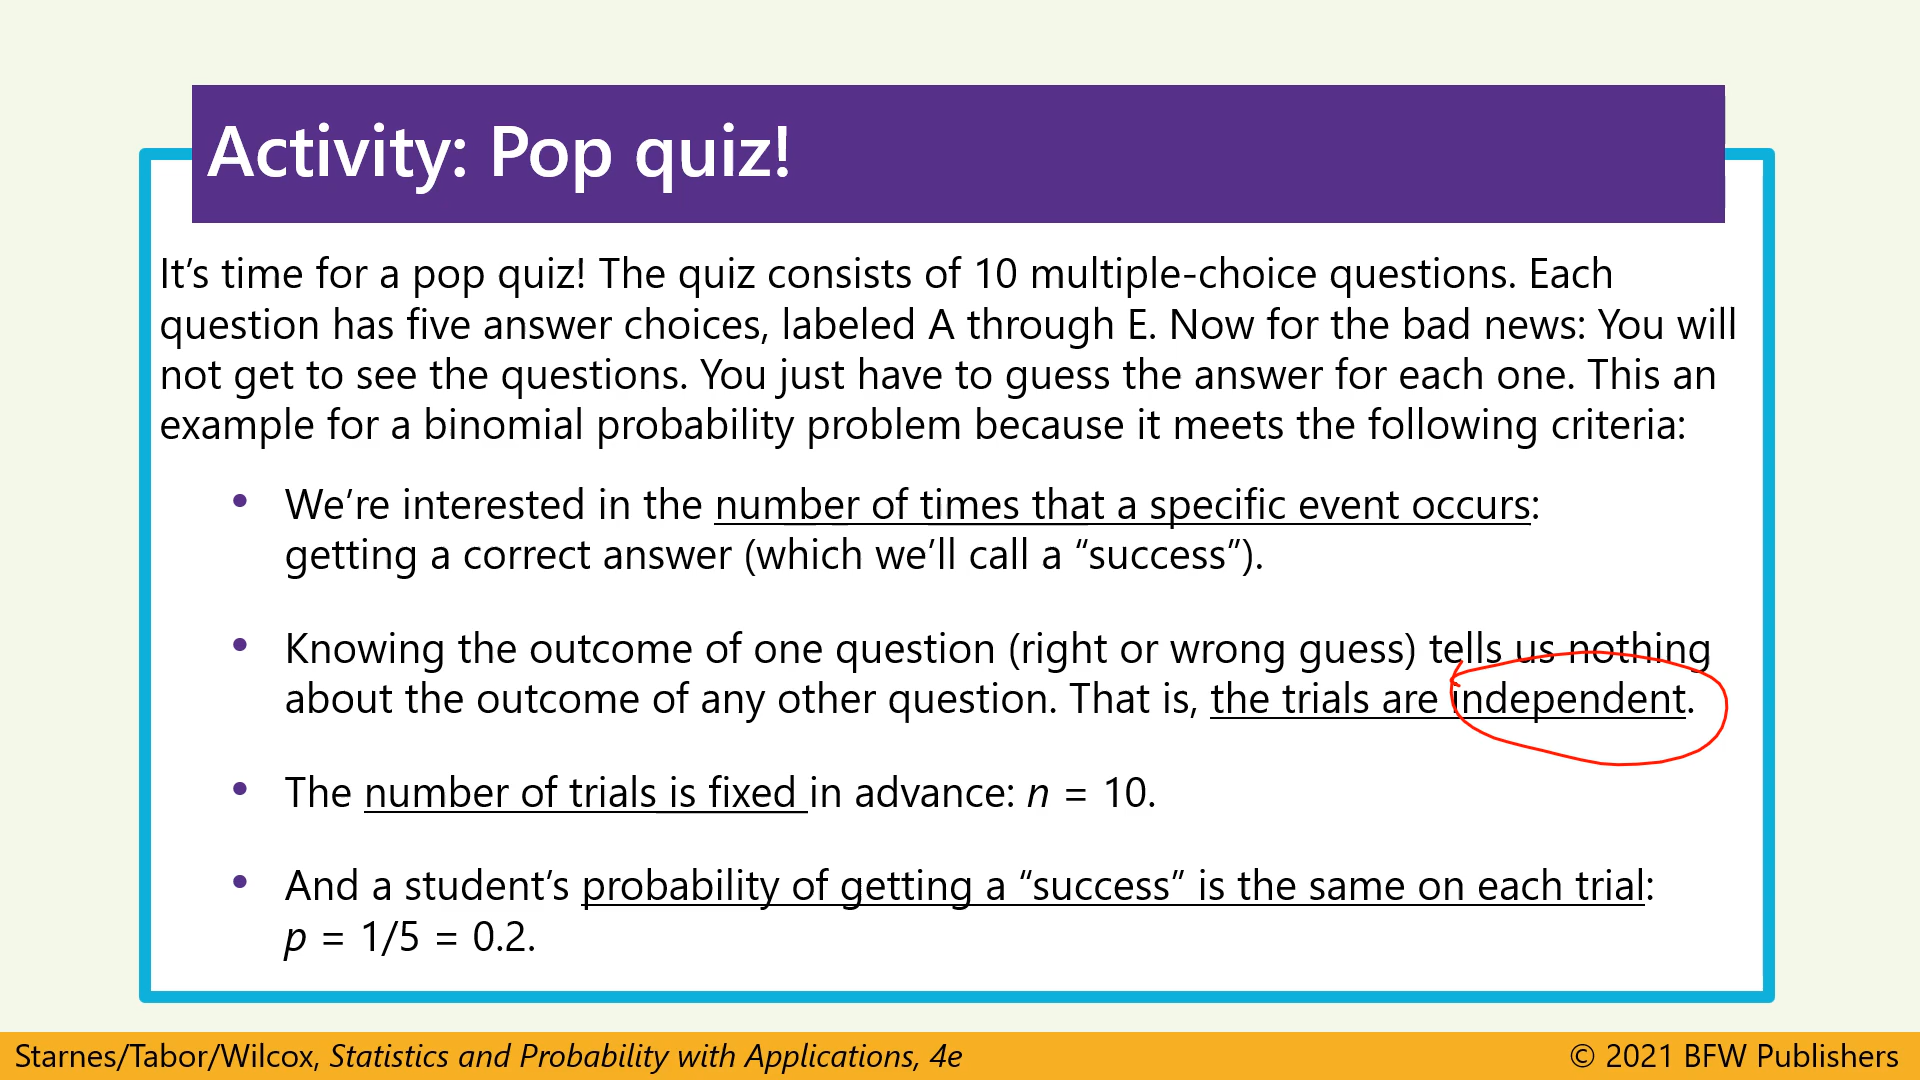 Activity: Pop quiz!
It’s time for a pop quiz! The quiz consists of 10 multiple-choice questions. Each
question has five answer choices, labeled A through E. Now for the bad news: You will
not get to see the questions. You just have to guess the answer for each one. This an
example for a binomial probability problem because it meets the following criteria:
• We’re interested in the number of times that a specific event occurs:
getting a correct answer (which we’ll call a “success”).
• Knowing the outcome of one question (right or wrong guess) tells us nothing
about the outcome of any other question. That is, the trials are independent.
• The number of trials is fixed in advance: n = 10.
• And a student’s probability of getting a “success” is the same on each trial:
p = 1/5 = 0.2.
Starnes/Tabor/Wilcox, Statistics and Probability with Applications, 4e
© 2021 BFW Publishers